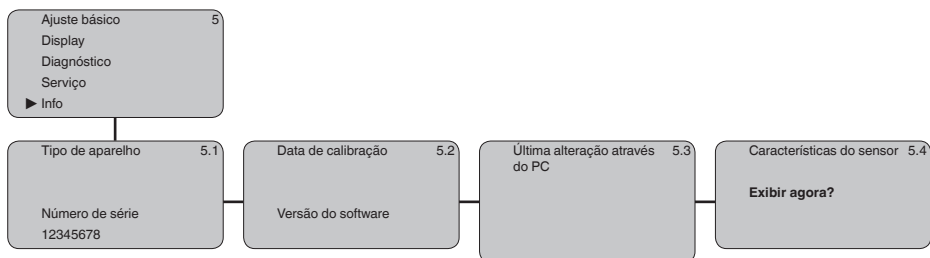 Ajuste básico 5
Display
Diagnóstico
Serviço
▶ Info
Tipo de aparelho 5.1
Número de série
12345678
Data de calibração 5.2
Versão do software
Última alteração através 5.3
do PC
Características do sensor 5.4
Exibir agora?